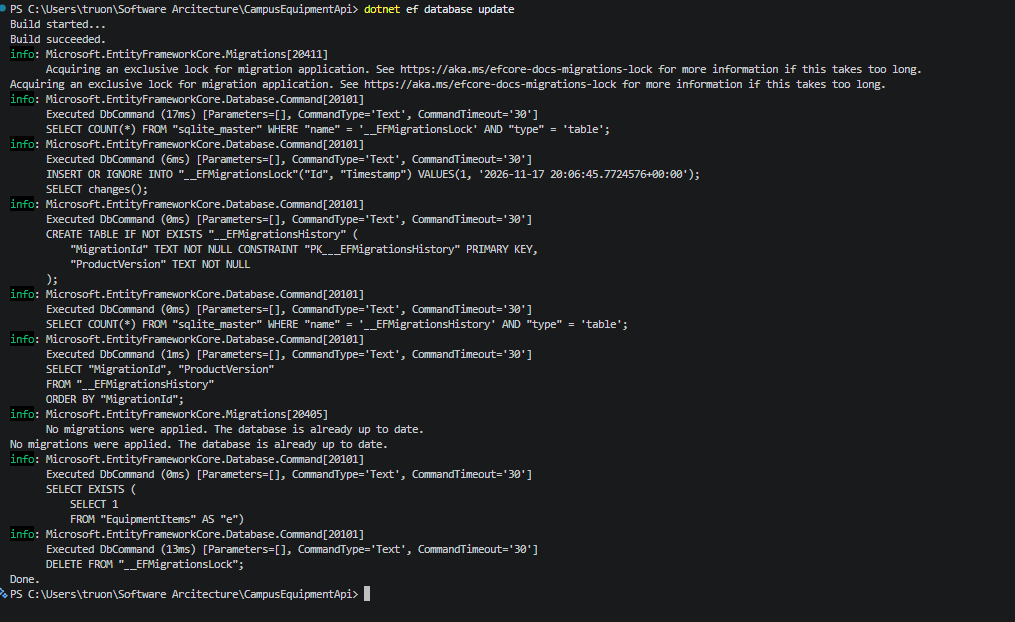 PS C:\Users\truon\Software Arcitecture\CampusEquipmentApi> dotnet ef database update
Build started...
Build succeeded.
info: Microsoft.EntityFrameworkCore.Migrations[20411]
      Acquiring an exclusive lock for migration application. See https://aka.ms/efcore-docs-migrations-lock for more information if this takes too long.
Acquiring an exclusive lock for migration application. See https://aka.ms/efcore-docs-migrations-lock for more information if this takes too long.
info: Microsoft.EntityFrameworkCore.Database.Command[20101]
      Executed DbCommand (17ms) [Parameters=[], CommandType='Text', CommandTimeout='30']
      SELECT COUNT(*) FROM "sqlite_master" WHERE "name" = '__EFMigrationsLock' AND "type" = 'table';
info: Microsoft.EntityFrameworkCore.Database.Command[20101]
      Executed DbCommand (6ms) [Parameters=[], CommandType='Text', CommandTimeout='30']
      INSERT OR IGNORE INTO "__EFMigrationsLock"("Id", "Timestamp") VALUES(1, '2026-11-17 20:06:45.7724576+00:00');
      SELECT changes();
info: Microsoft.EntityFrameworkCore.Database.Command[20101]
      Executed DbCommand (0ms) [Parameters=[], CommandType='Text', CommandTimeout='30']
      CREATE TABLE IF NOT EXISTS "__EFMigrationsHistory" (
          "MigrationId" TEXT NOT NULL CONSTRAINT "PK___EFMigrationsHistory" PRIMARY KEY,
          "ProductVersion" TEXT NOT NULL
      );
info: Microsoft.EntityFrameworkCore.Database.Command[20101]
      Executed DbCommand (0ms) [Parameters=[], CommandType='Text', CommandTimeout='30']
      SELECT COUNT(*) FROM "sqlite_master" WHERE "name" = '__EFMigrationsHistory' AND "type" = 'table';
info: Microsoft.EntityFrameworkCore.Database.Command[20101]
      Executed DbCommand (1ms) [Parameters=[], CommandType='Text', CommandTimeout='30']
      SELECT "MigrationId", "ProductVersion"
      FROM "__EFMigrationsHistory"
      ORDER BY "MigrationId";
info: Microsoft.EntityFrameworkCore.Migrations[20405]
      No migrations were applied. The database is already up to date.
No migrations were applied. The database is already up to date.
info: Microsoft.EntityFrameworkCore.Database.Command[20101]
      Executed DbCommand (0ms) [Parameters=[], CommandType='Text', CommandTimeout='30']
      SELECT EXISTS (
          SELECT 1
          FROM "EquipmentItems" AS "e")
info: Microsoft.EntityFrameworkCore.Database.Command[20101]
      Executed DbCommand (13ms) [Parameters=[], CommandType='Text', CommandTimeout='30']
      DELETE FROM "__EFMigrationsLock";
Done.
PS C:\Users\truon\Software Arcitecture\CampusEquipmentApi>